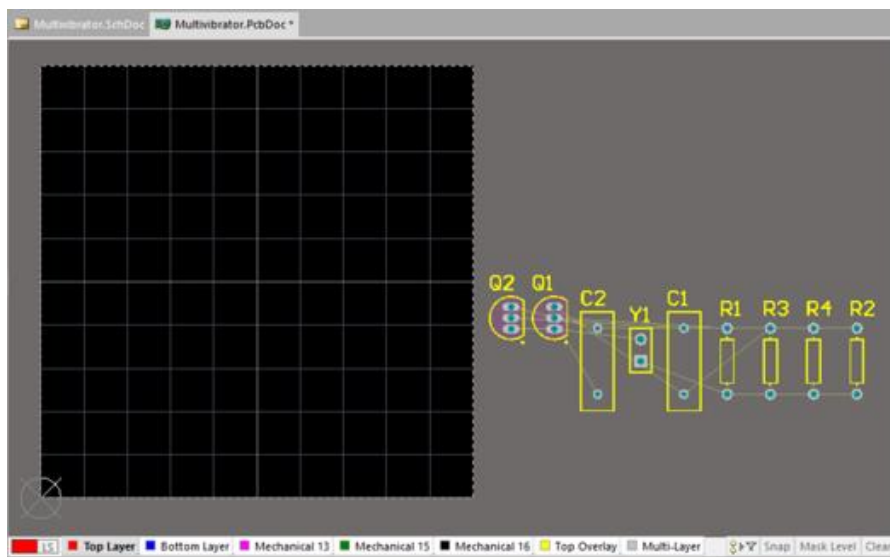 Multivibrator.SchDoc Multivibrator.PcbDoc *
Q2 Q1 C2 Y1 C1 R1 R3 R4 R2
LS Top Layer Bottom Layer Mechanical 13 Mechanical 15 Mechanical 16 Top Overlay Multi-Layer Snap Mask Level Clear